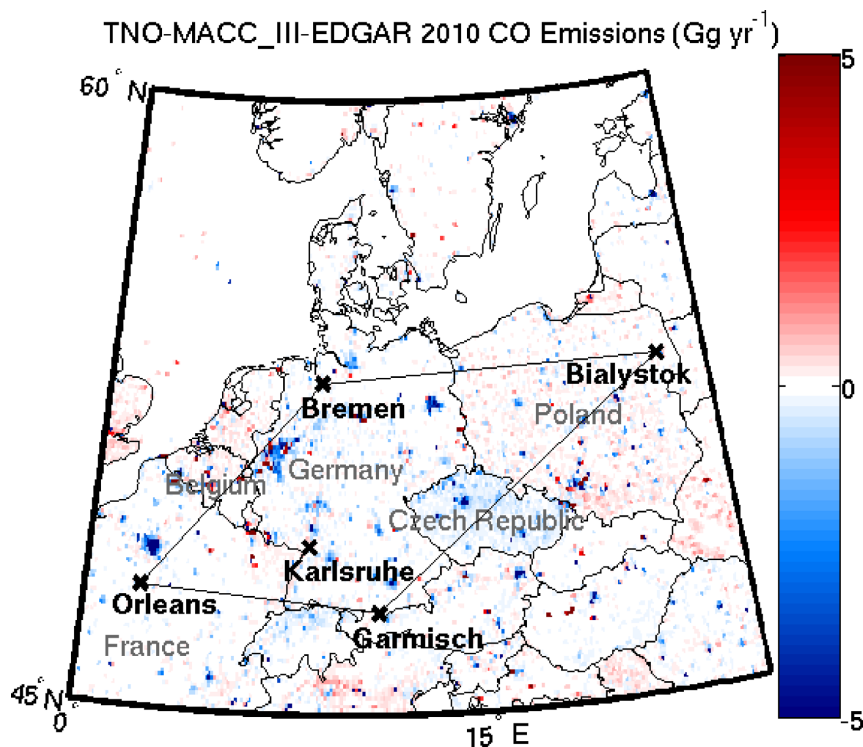 TNO-MACC_III-EDGAR 2010 CO Emissions (Gg yr⁻¹)
60° N
5
Bialystok
Bremen
Poland
0
Germany
Belgium
Czech Republic
Karlsruhe
Orleans
Garmisch
France
45° N
0
15° E
-5